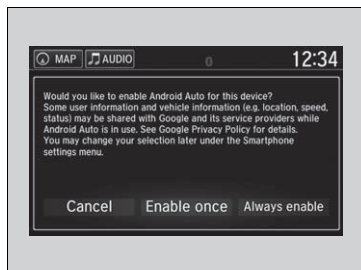 MAP AUDIO 0 12:34
Would you like to enable Android Auto for this device?
Some user information and vehicle information (e.g. location, speed,
status) may be shared with Google and its service providers while
Android Auto is in use. See Google Privacy Policy for details.
You may change your selection later under the Smartphone
settings menu.
Cancel Enable once Always enable